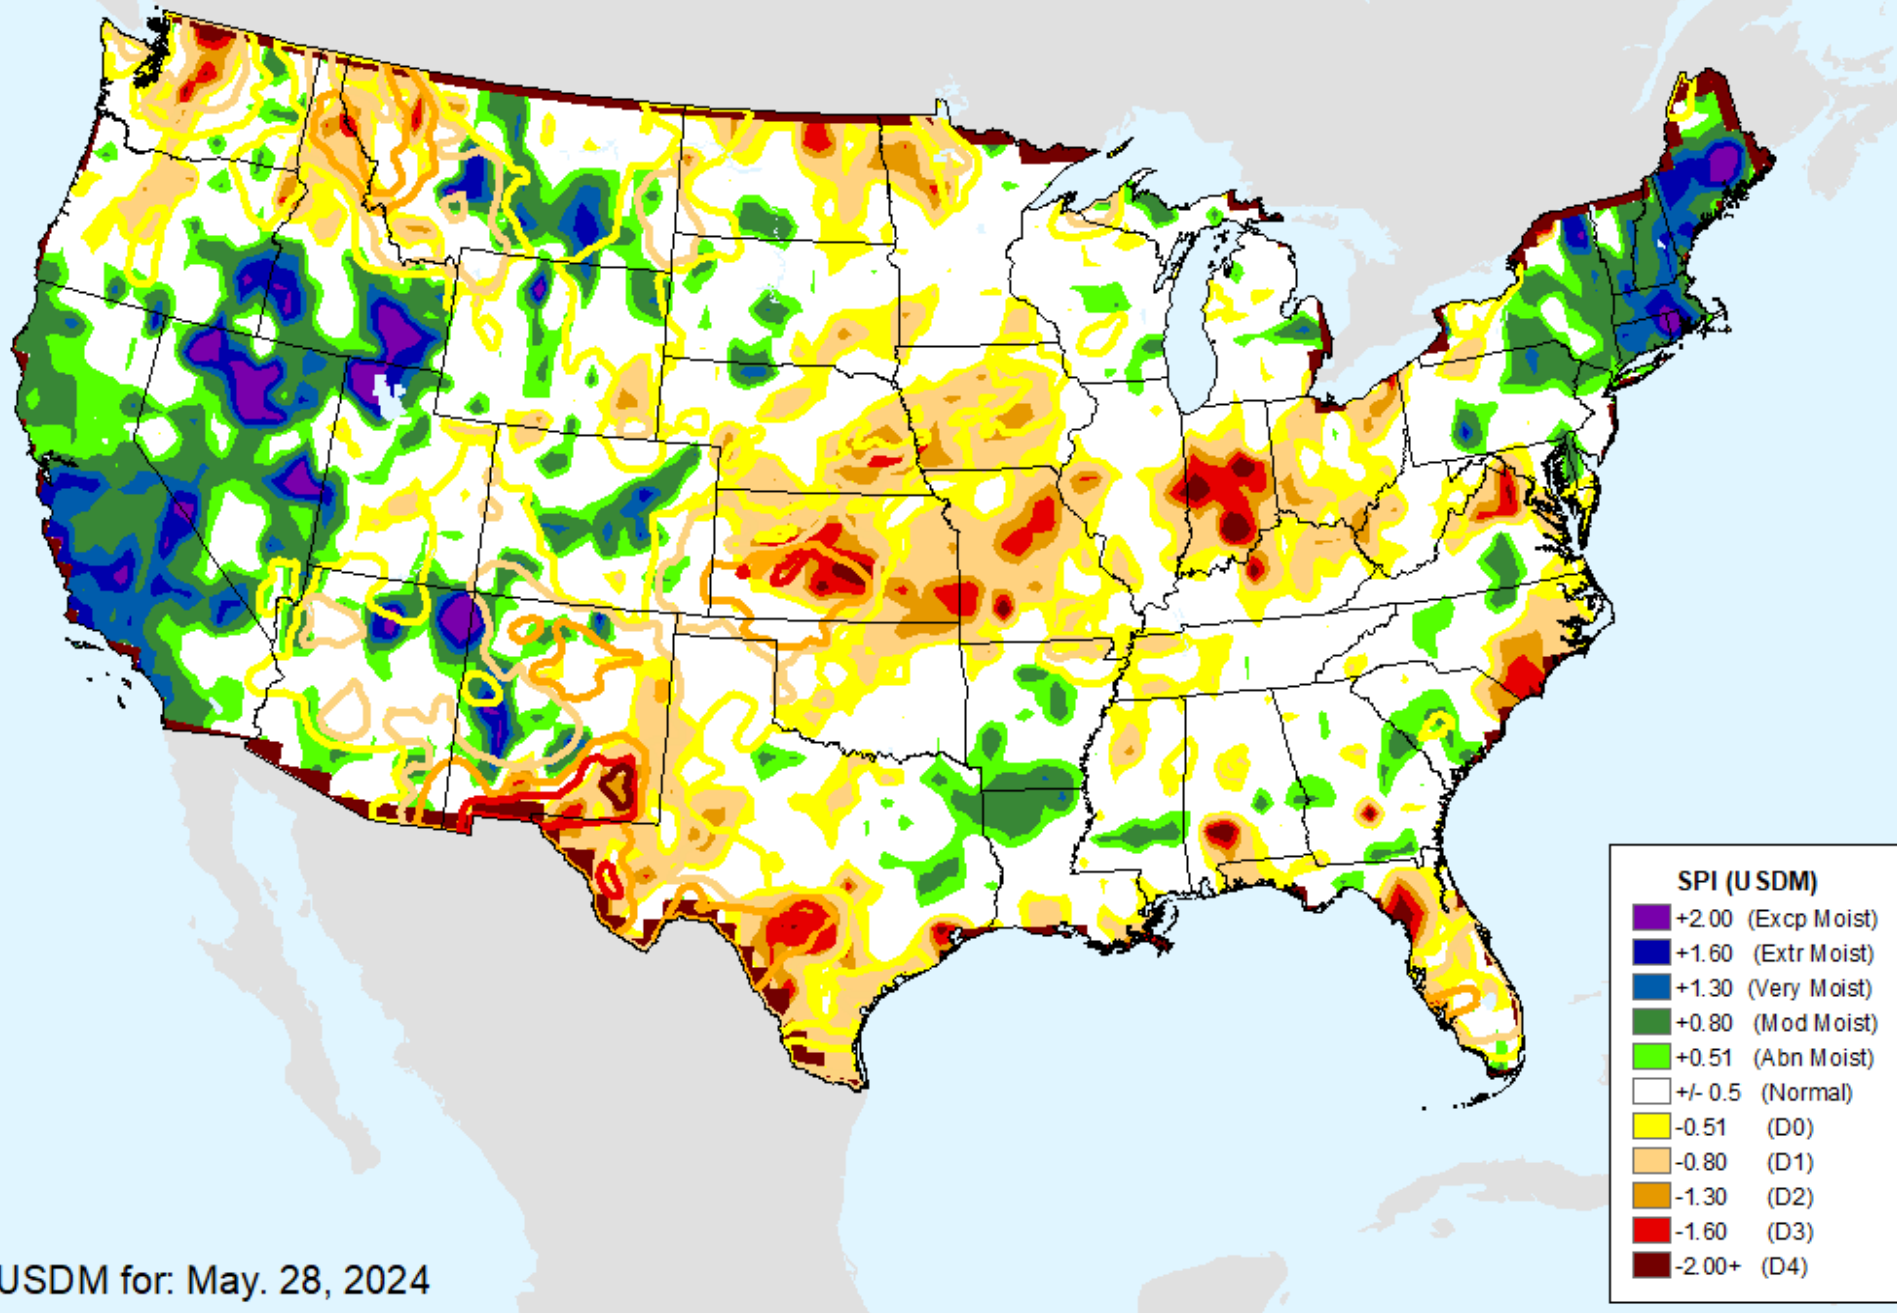 SPI (USDM)
+2.00 (Excp Moist)
+1.60 (Extr Moist)
+1.30 (Very Moist)
+0.80 (Mod Moist)
+0.51 (Abn Moist)
+/- 0.5 (Normal)
-0.51 (D0)
-0.80 (D1)
-1.30 (D2)
-1.60 (D3)
-2.00+ (D4)
USDM for: May. 28, 2024